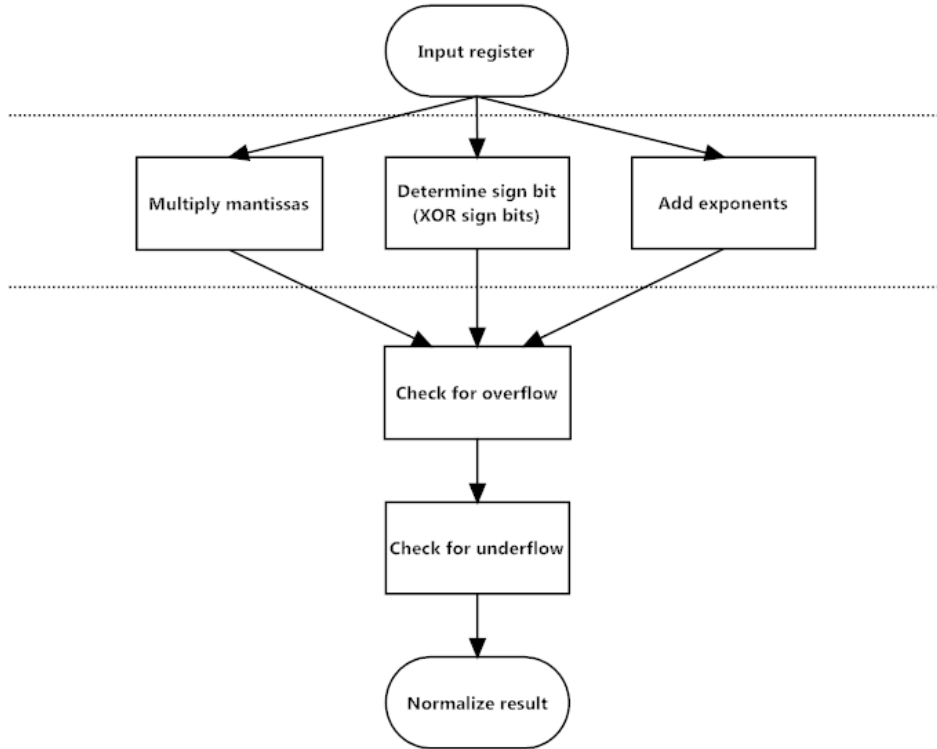 Input register
Multiply mantissas
Determine sign bit
(XOR sign bits)
Add exponents
Check for overflow
Check for underflow
Normalize result